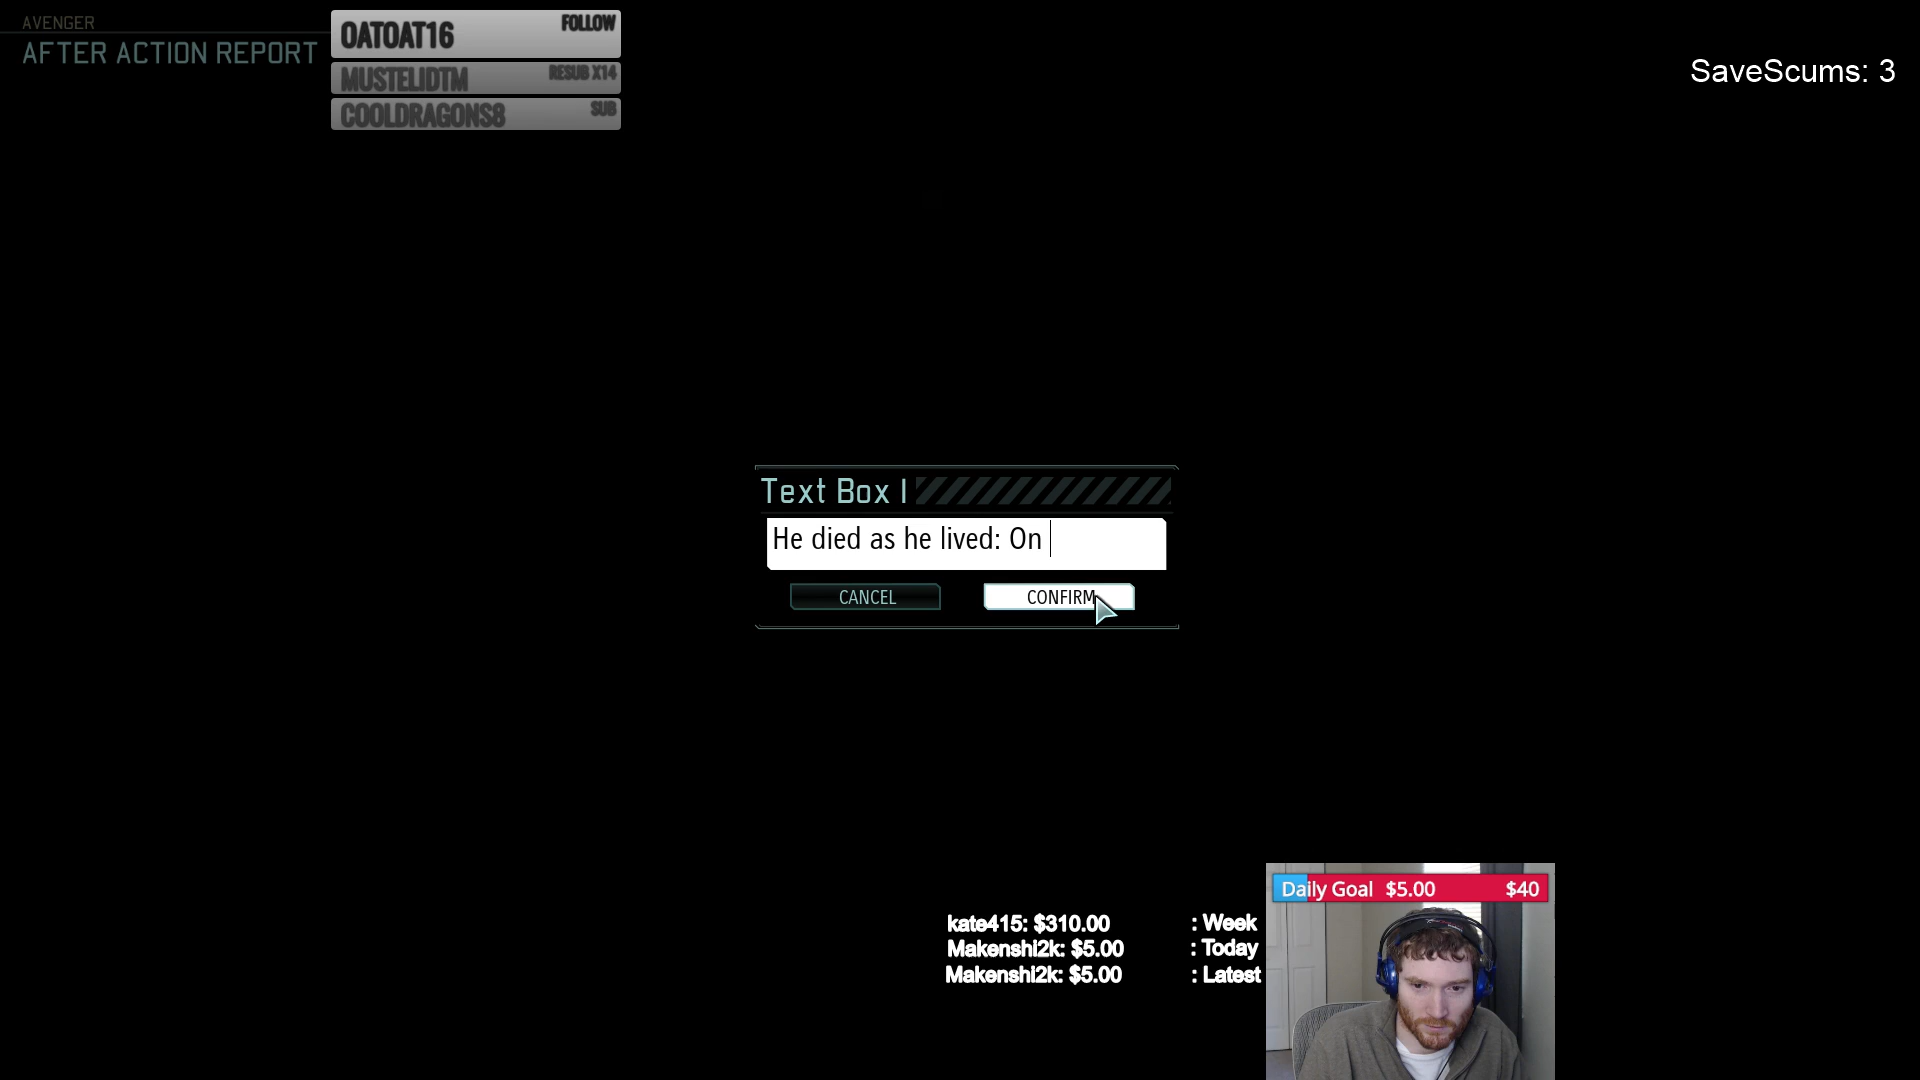 AVENGER
AFTER ACTION REPORT
OATOAT16 FOLLOW
MUSTELIDTM RESUB X14
COOLDRAGONS8 SUB
SaveScums: 3
Text Box 1
He died as he lived: On
CANCEL CONFIRM
Daily Goal $5.00 $40
kate415: $310.00 : Week
Makenshi2k: $5.00 : Today
Makenshi2k: $5.00 : Latest